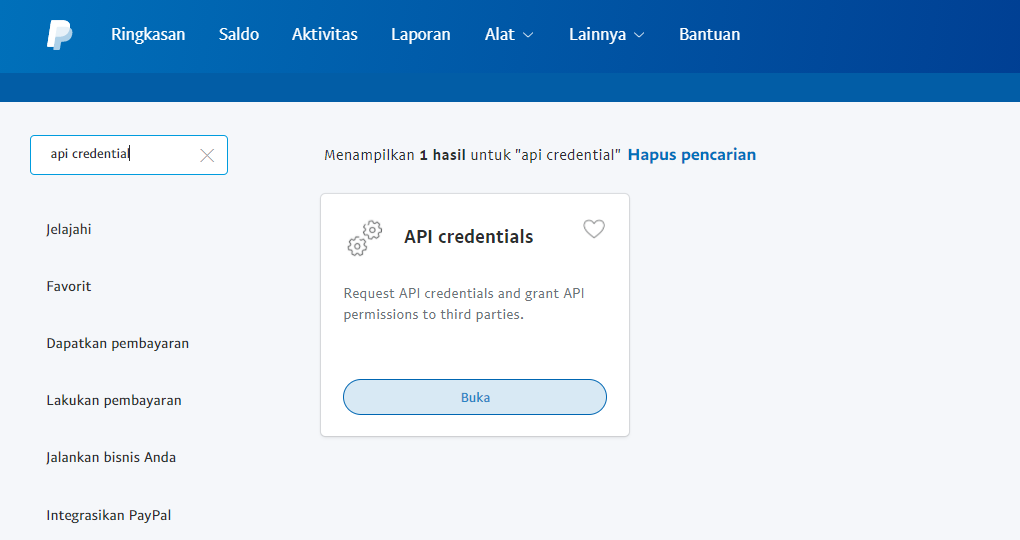 Ringkasan Saldo Aktivitas Laporan Alat Lainnya Bantuan
api credential
Menampilkan 1 hasil untuk "api credential" Hapus pencarian
Jelajahi
Favorit
Dapatkan pembayaran
Lakukan pembayaran
Jalankan bisnis Anda
Integrasikan PayPal
API credentials
Request API credentials and grant API
permissions to third parties.
Buka